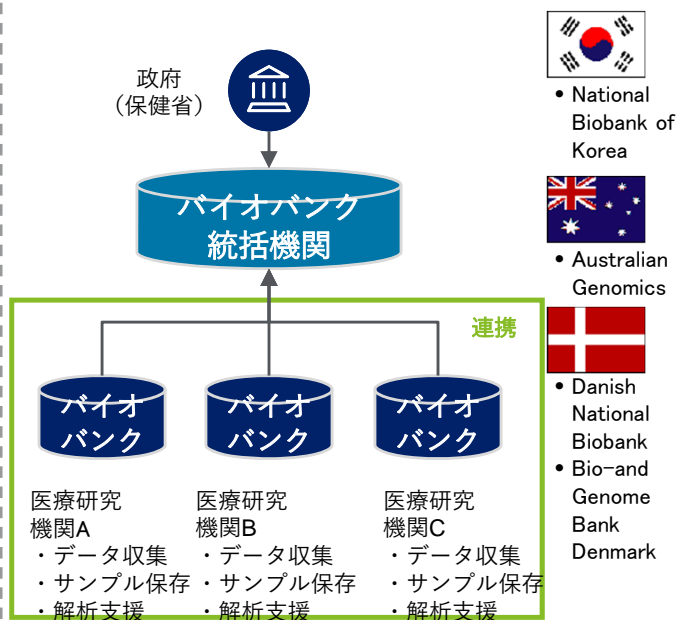 政府
（保健省）
バイオバンク
統括機関
連携
バイオ
バンク
バイオ
バンク
バイオ
バンク
医療研究
機関A
・データ収集
・サンプル保存
・解析支援
医療研究
機関B
・データ収集
・サンプル保存
・解析支援
医療研究
機関C
・データ収集
・サンプル保存
・解析支援
• National
Biobank of
Korea
• Australian
Genomics
• Danish
National
Biobank
• Bio-and
Genome
Bank
Denmark